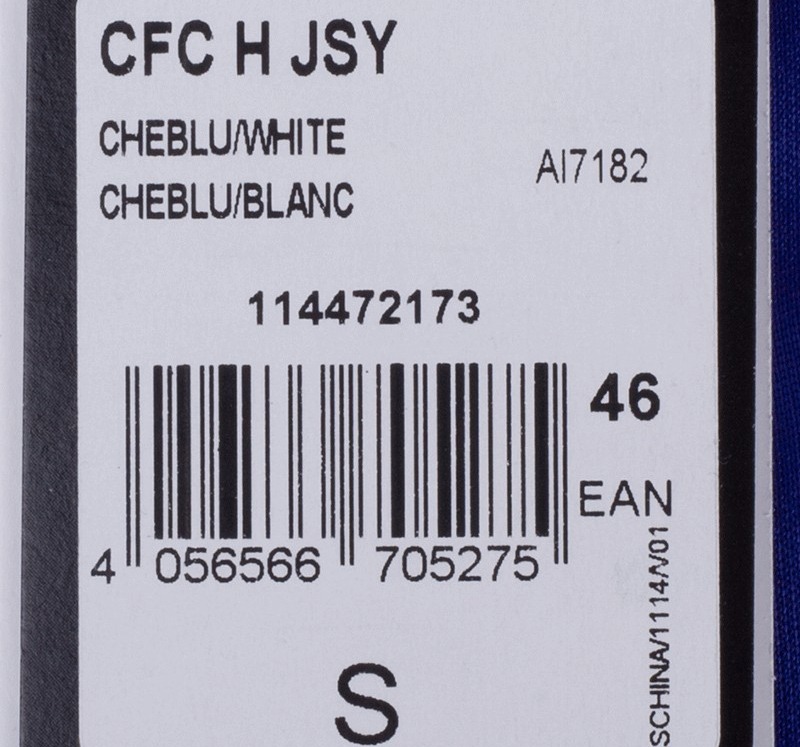 CFC H JSY
CHEBLU/WHITE
AI7182
CHEBLU/BLANC
114472173
46
EAN
4 056566 705275
SCHINA/1114/V01
S